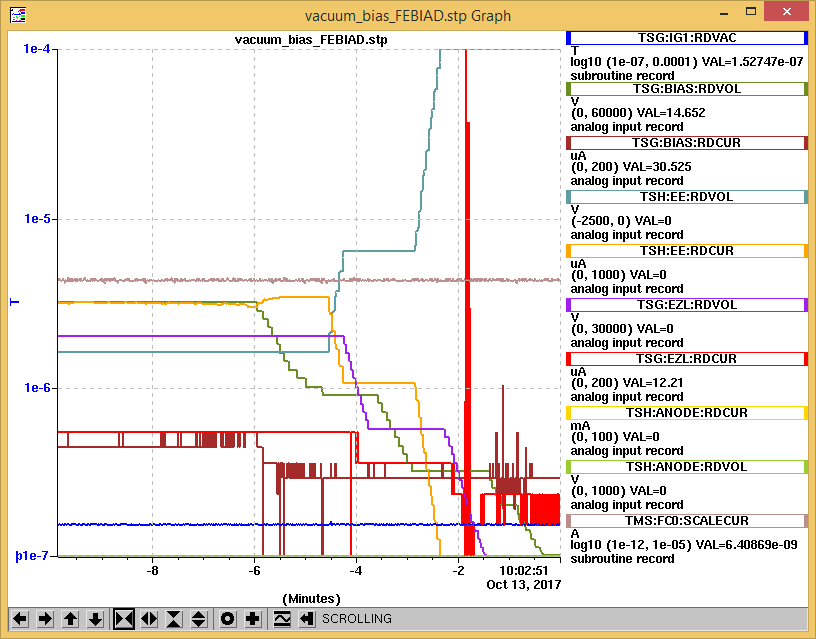 vacuum_bias_FEBIAD.stp Graph
vacuum_bias_FEBIAD.stp
1e-4
1e-5
T
1e-6
1e-7
-8
-6
-4
-2
10:02:51
Oct 13, 2017
(Minutes)
TSG:IG1:RDVAC
T
log10 (1e-07, 0.0001) VAL=1.52747e-07
subroutine record
TSG:BIAS:RDVOL
V
(0, 60000) VAL=14.652
analog input record
TSG:BIAS:RDCUR
uA
(0, 200) VAL=30.525
analog input record
TSH:EE:RDVOL
V
(-2500, 0) VAL=0
analog input record
TSH:EE:RDCUR
uA
(0, 1000) VAL=0
analog input record
TSG:EZL:RDVOL
V
(0, 30000) VAL=0
analog input record
TSG:EZL:RDCUR
uA
(0, 200) VAL=12.21
analog input record
TSH:ANODE:RDCUR
mA
(0, 100) VAL=0
analog input record
TSH:ANODE:RDVOL
V
(0, 1000) VAL=0
analog input record
TMS:FC0:SCALECUR
A
log10 (1e-12, 1e-05) VAL=6.40869e-09
subroutine record
SCROLLING